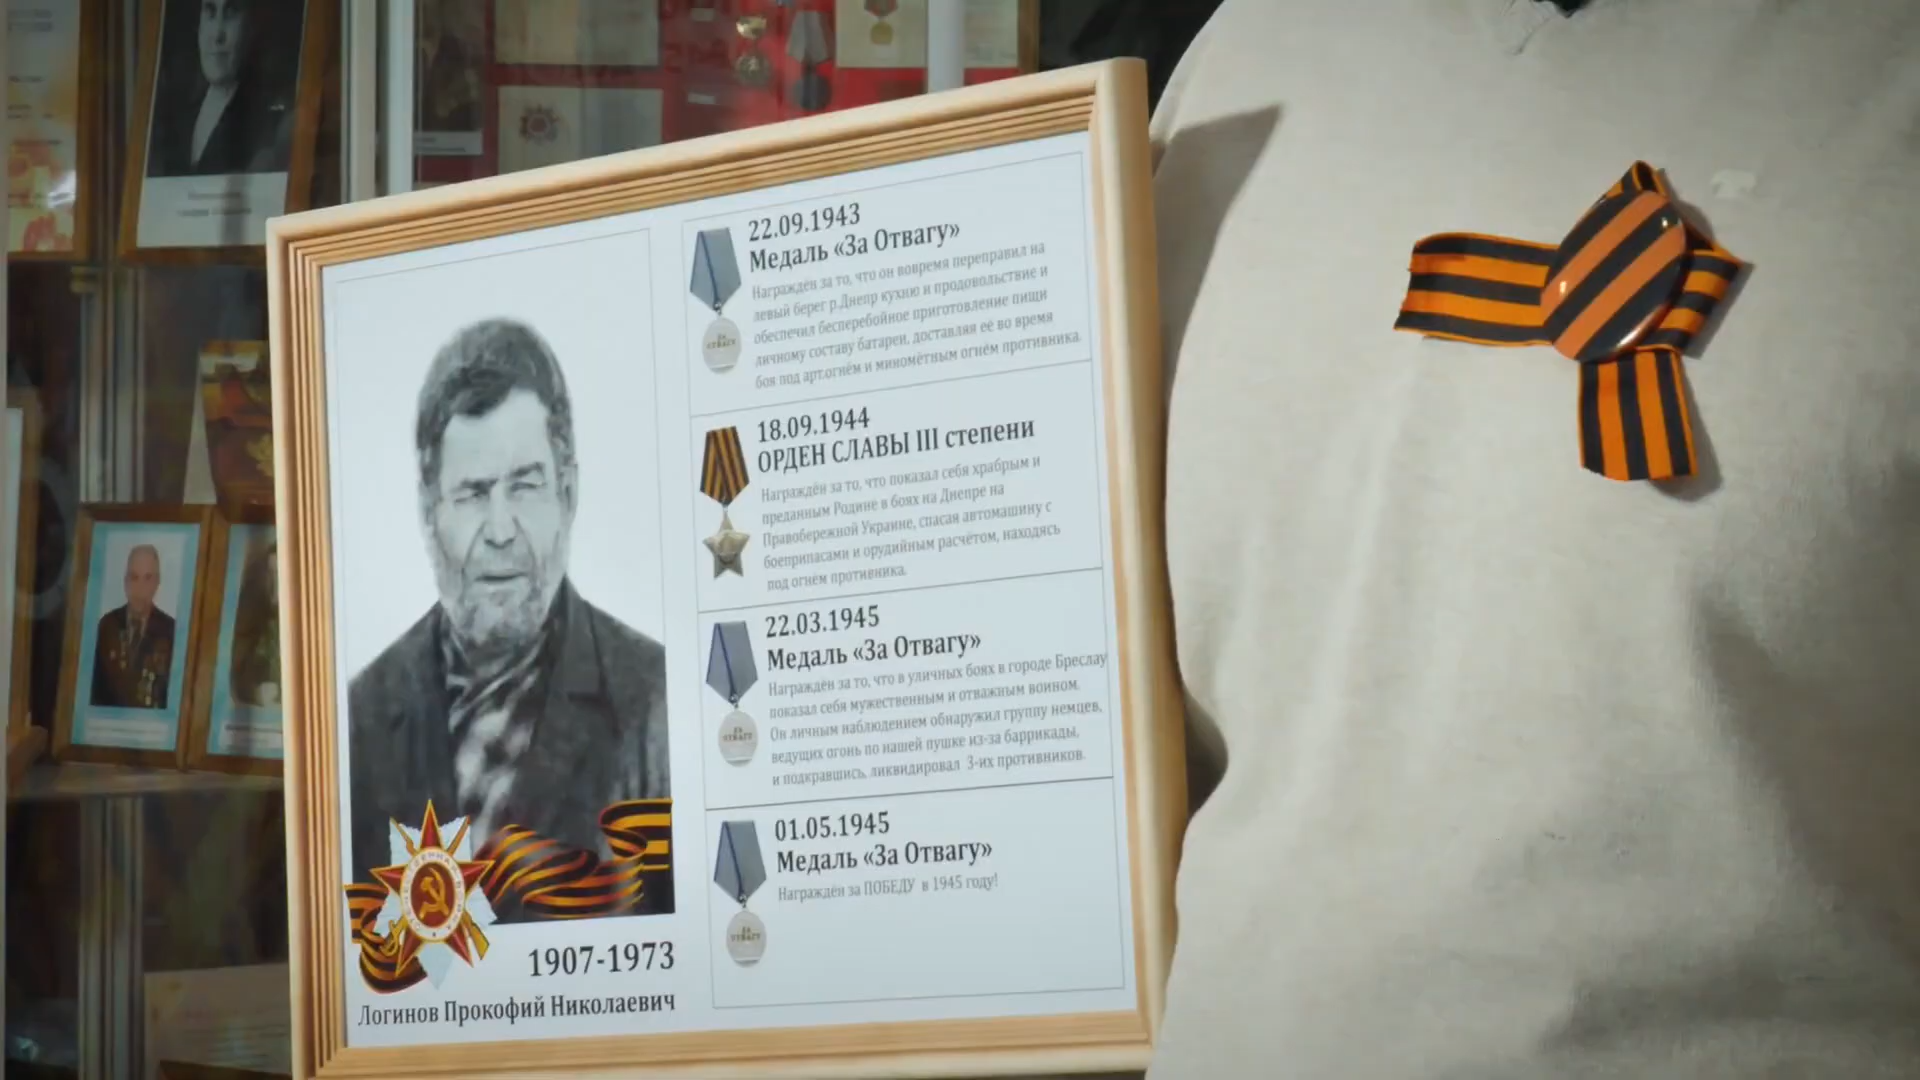 22.09.1943
Медаль «За Отвагу»
Награждён за то, что он вовремя переправил на
левый берег р.Днепр кухню и продовольствие и
обеспечил бесперебойное приготовление пищи
личному составу батареи, доставляя её во время
боя под арт.огнём и миномётным огнём противника.
ЗА
ОТВАГУ
18.09.1944
ОРДЕН СЛАВЫ III степени
Награждён за то, что показал себя храбрым и
преданным Родине в боях на Днепре на
Правобережной Украине, спасая автомашину с
боеприпасами и орудийным расчётом, находясь
под огнём противника.
22.03.1945
Медаль «За Отвагу»
Награждён за то, что в уличных боях в городе Бреслау
показал себя мужественным и отважным воином.
Он личным наблюдением обнаружил группу немцев,
ведущих огонь по нашей пушке из-за баррикады,
и подкравшись, ликвидировал 3-их противников.
ЗА
ОТВАГУ
01.05.1945
Медаль «За Отвагу»
Награждён за ПОБЕДУ в 1945 году!
ЗА
ОТВАГУ
1907-1973
Логинов Прокофий Николаевич